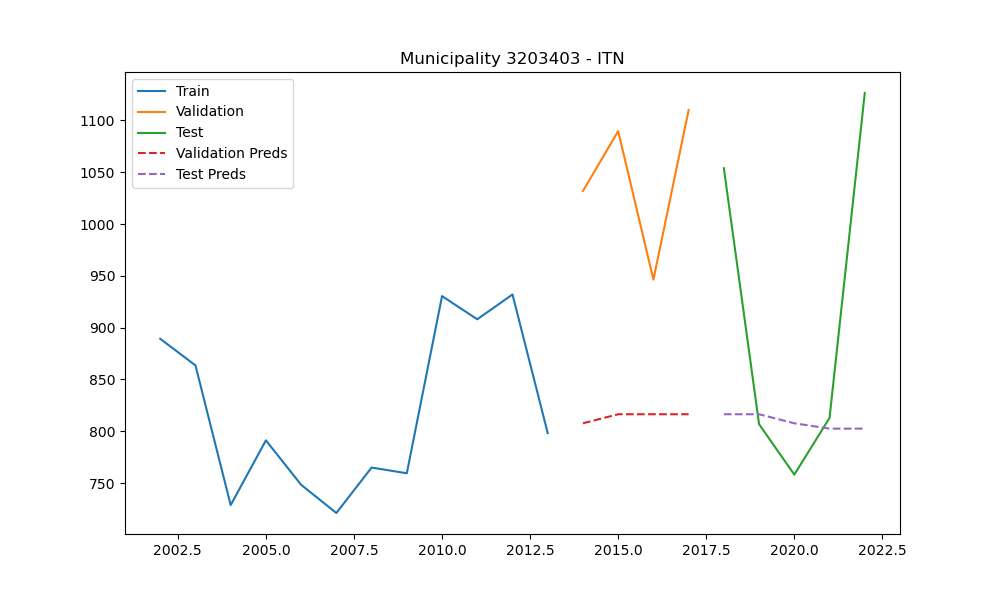 Municipality 3203403 - ITN
Train
Validation
Test
Validation Preds
Test Preds
1100
1050
1000
950
900
850
800
750
2002.5 2005.0 2007.5 2010.0 2012.5 2015.0 2017.5 2020.0 2022.5